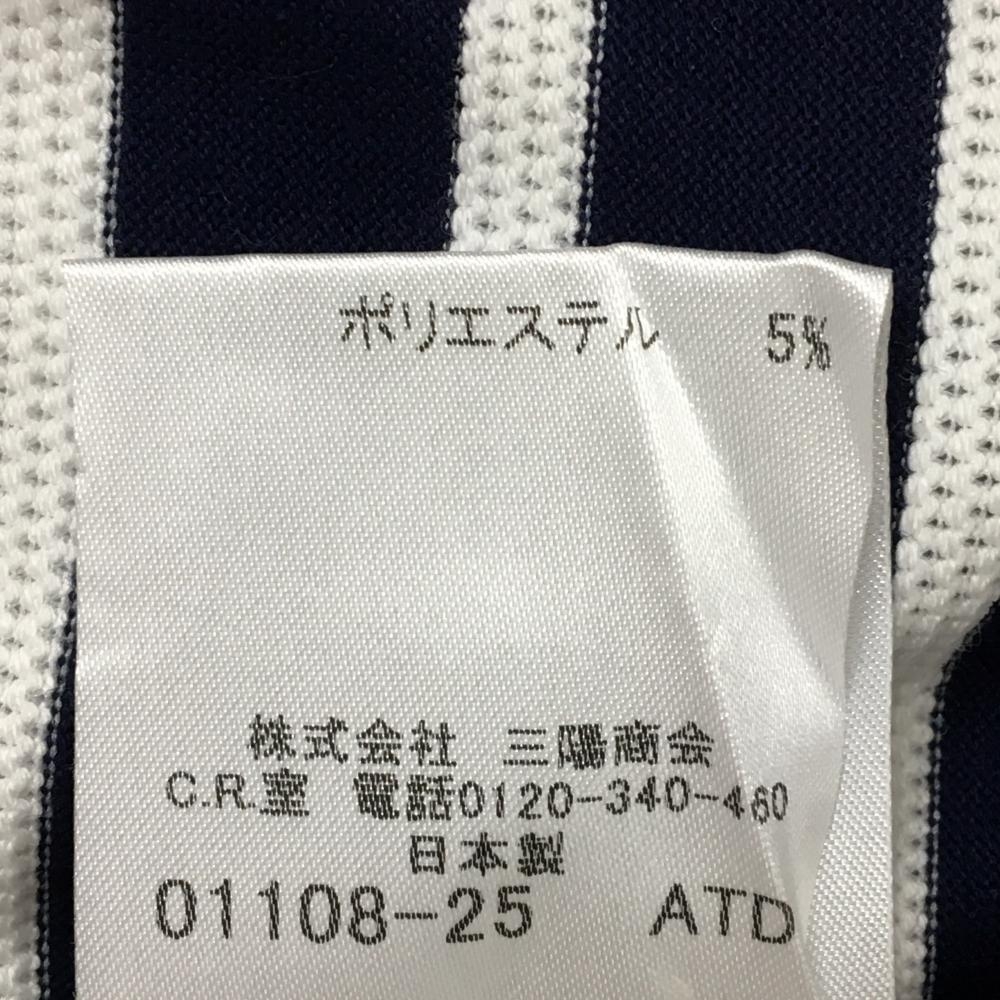 ポリエステル 5%
株式会社 三陽商会
C.R.室 電話0120-340-460
日本製
01108-25 ATD